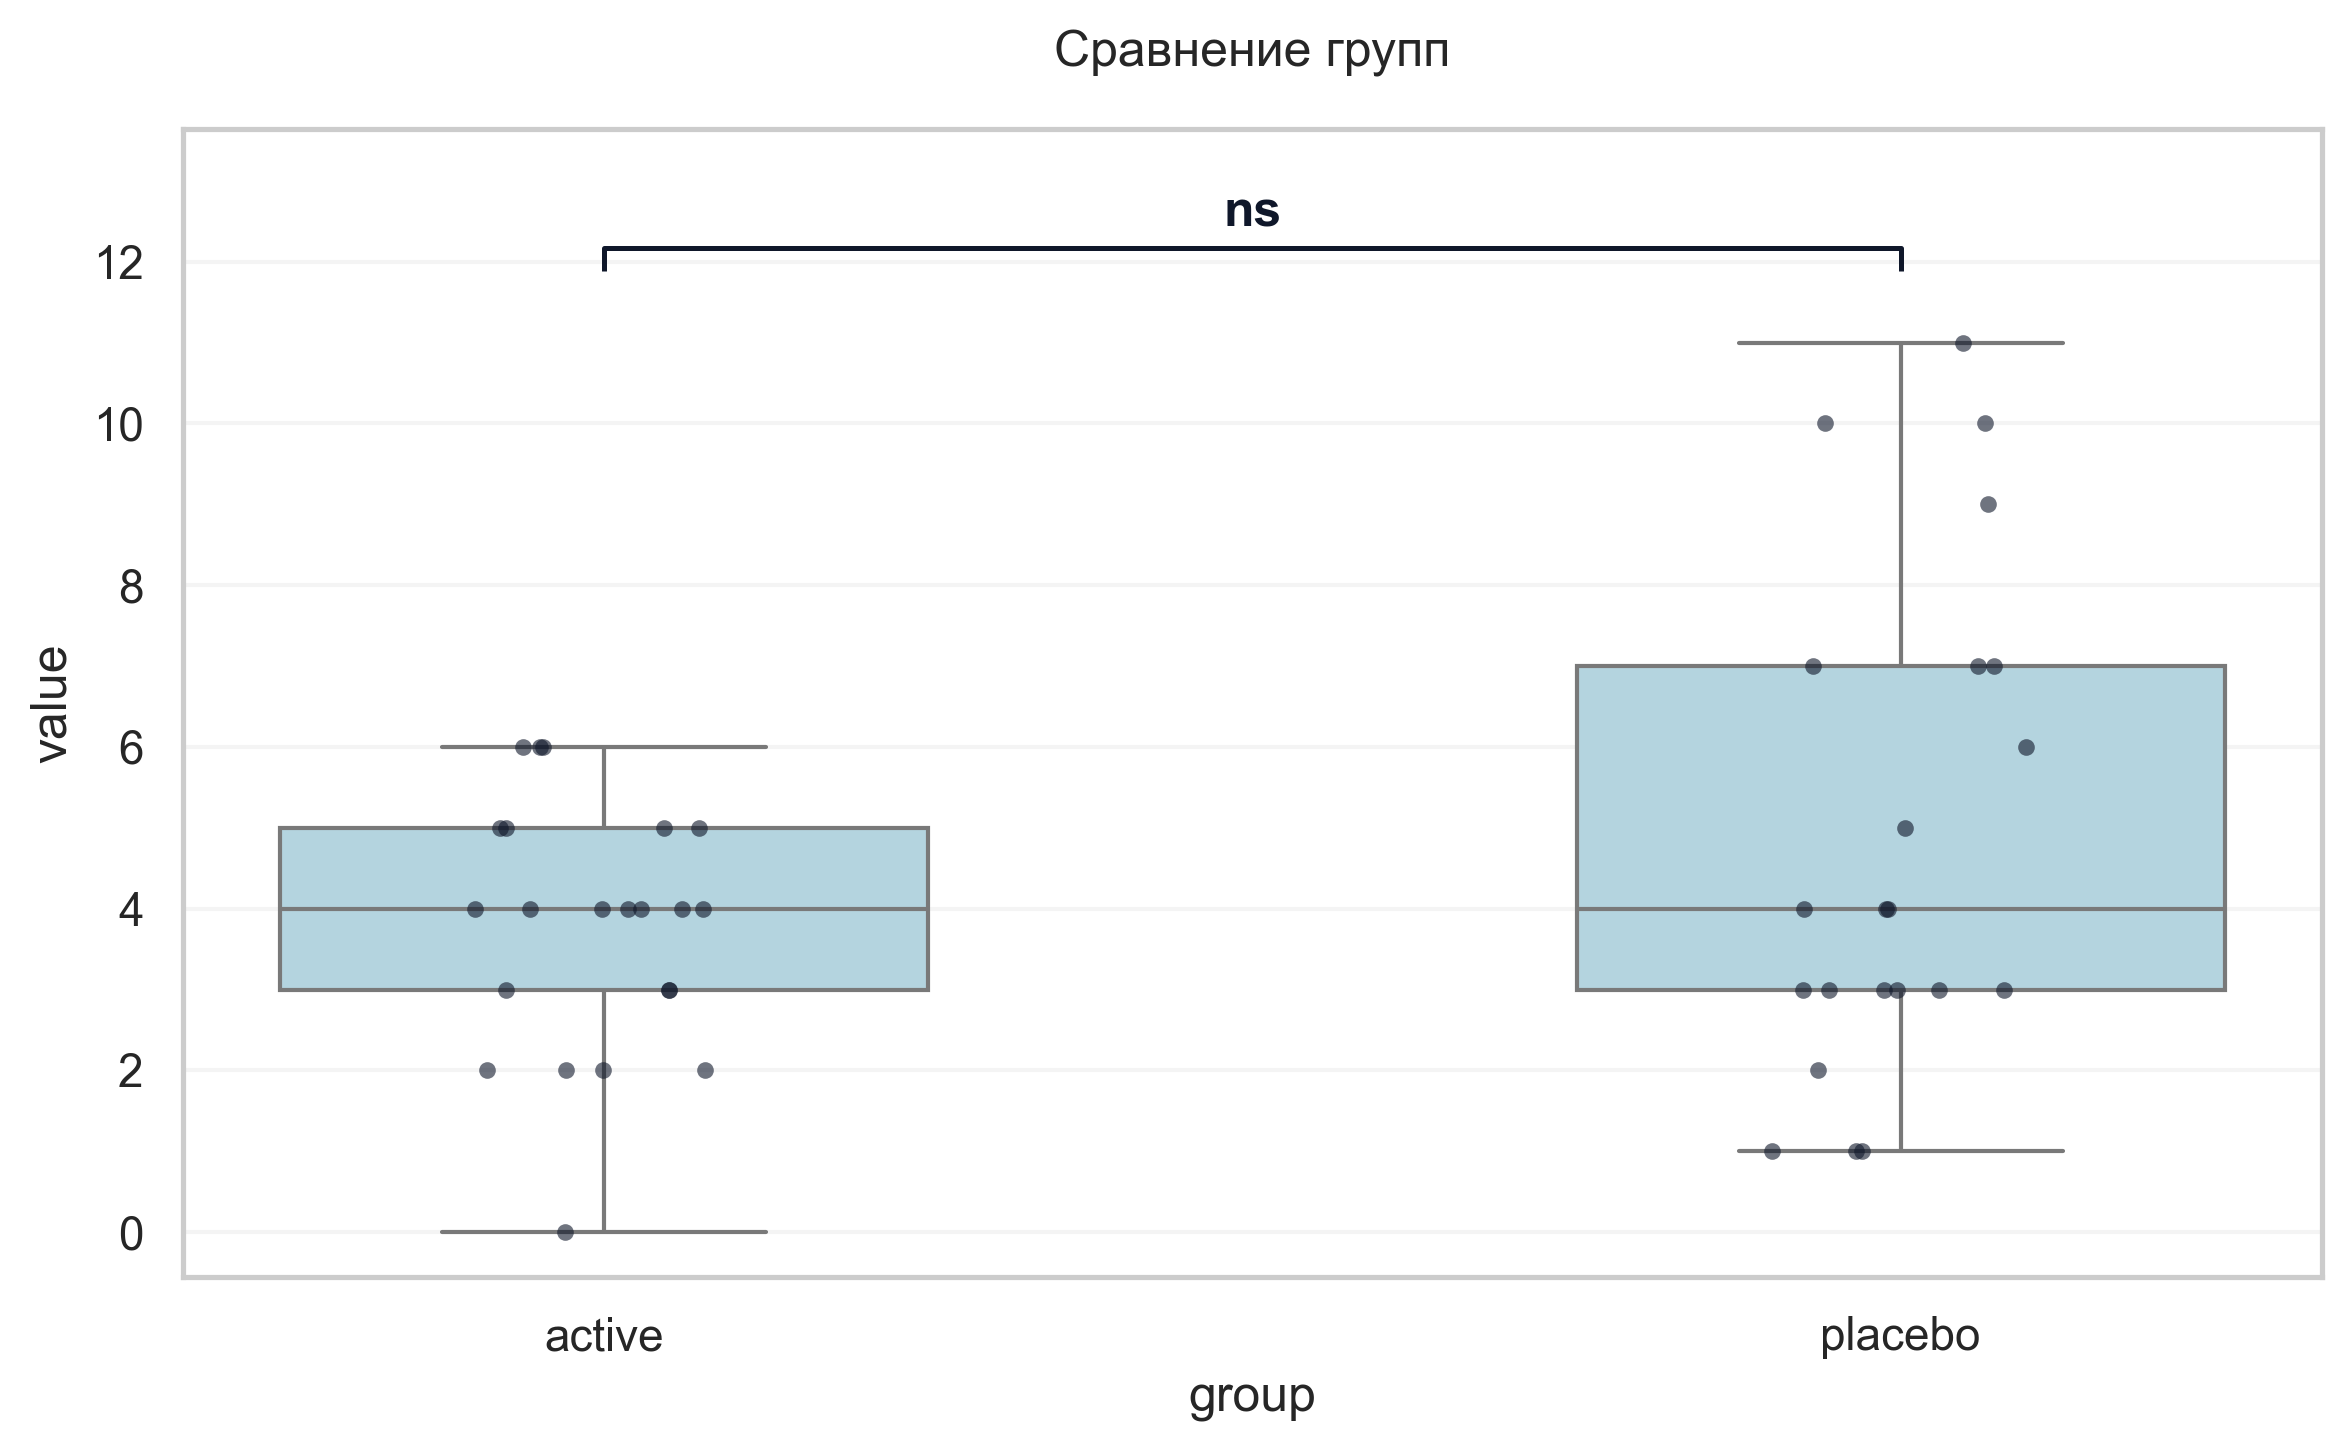 Сравнение групп
ns
12
10
8
6
4
2
0
value
active
placebo
group